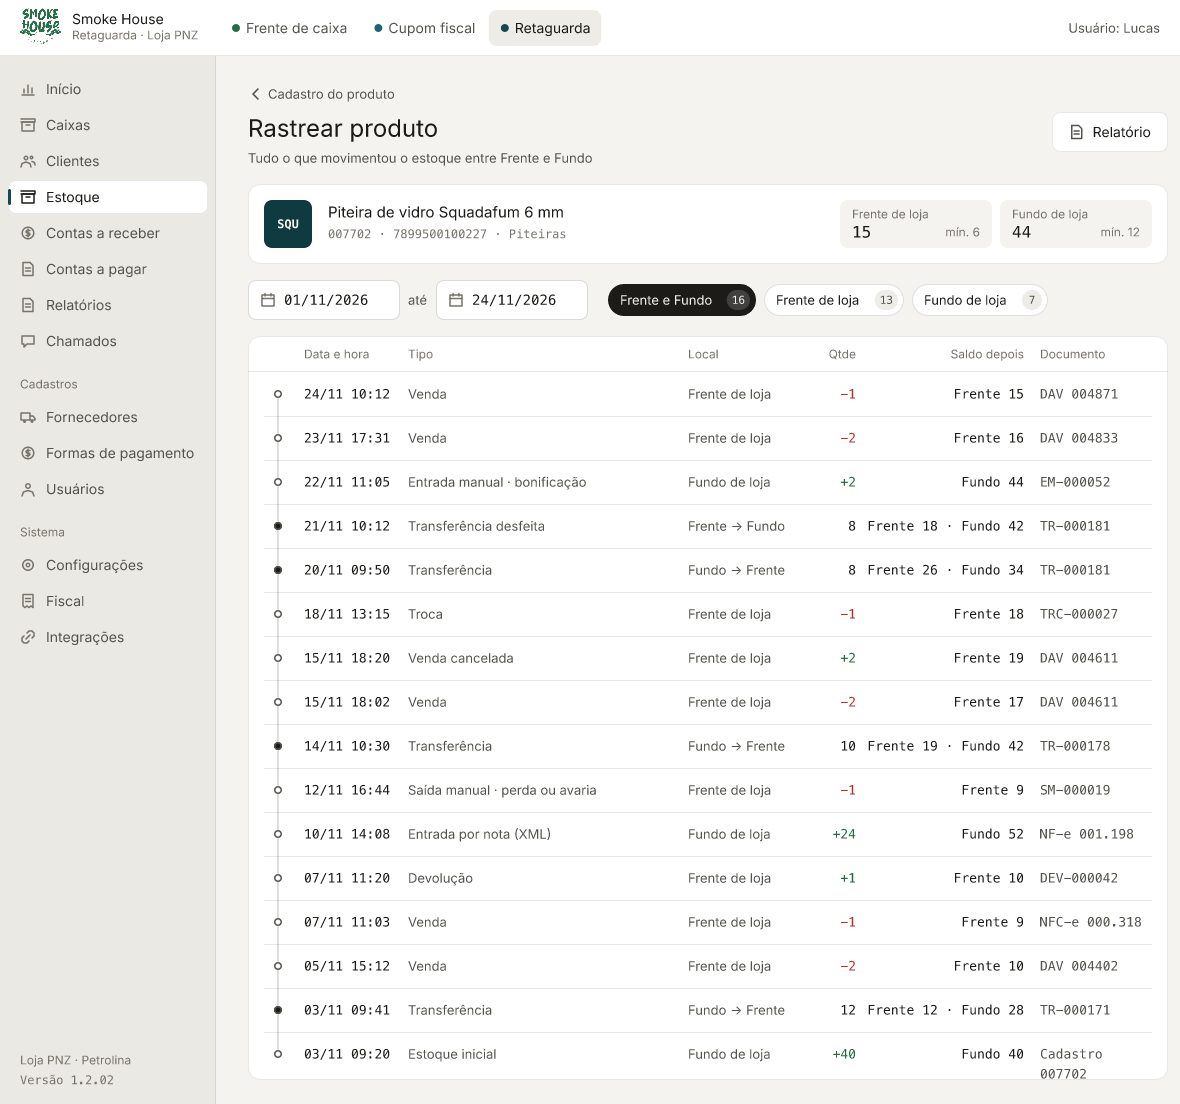 SMOKE
HOUSE
Smoke House
Retaguarda · Loja PNZ
Frente de caixa
Cupom fiscal
Retaguarda
Usuário: Lucas
Início
Caixas
Clientes
Estoque
Contas a receber
Contas a pagar
Relatórios
Chamados
Cadastros
Fornecedores
Formas de pagamento
Usuários
Sistema
Configurações
Fiscal
Integrações
Loja PNZ · Petrolina
Versão 1.2.02
Cadastro do produto
Rastrear produto
Tudo o que movimentou o estoque entre Frente e Fundo
Relatório
SQU
Piteira de vidro Squadafum 6 mm
007702 · 7899500100227 · Piteiras
Frente de loja
15 mín. 6
Fundo de loja
44 mín. 12
01/11/2026 até 24/11/2026
Frente e Fundo 16
Frente de loja 13
Fundo de loja 7
Data e hora Tipo Local Qtde Saldo depois Documento
24/11 10:12 Venda Frente de loja −1 Frente 15 DAV 004871
23/11 17:31 Venda Frente de loja −2 Frente 16 DAV 004833
22/11 11:05 Entrada manual · bonificação Fundo de loja +2 Fundo 44 EM-000052
21/11 10:12 Transferência desfeita Frente → Fundo 8 Frente 18 · Fundo 42 TR-000181
20/11 09:50 Transferência Fundo → Frente 8 Frente 26 · Fundo 34 TR-000181
18/11 13:15 Troca Frente de loja −1 Frente 18 TRC-000027
15/11 18:20 Venda cancelada Frente de loja +2 Frente 19 DAV 004611
15/11 18:02 Venda Frente de loja −2 Frente 17 DAV 004611
14/11 10:30 Transferência Fundo → Frente 10 Frente 19 · Fundo 42 TR-000178
12/11 16:44 Saída manual · perda ou avaria Frente de loja −1 Frente 9 SM-000019
10/11 14:08 Entrada por nota (XML) Fundo de loja +24 Fundo 52 NF-e 001.198
07/11 11:20 Devolução Frente de loja +1 Frente 10 DEV-000042
07/11 11:03 Venda Frente de loja −1 Frente 9 NFC-e 000.318
05/11 15:12 Venda Frente de loja −2 Frente 10 DAV 004402
03/11 09:41 Transferência Fundo → Frente 12 Frente 12 · Fundo 28 TR-000171
03/11 09:20 Estoque inicial Fundo de loja +40 Fundo 40 Cadastro
007702